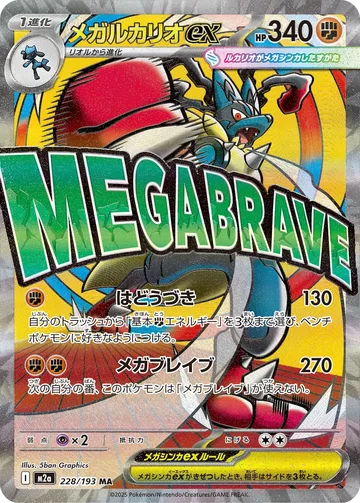 1進化
メガルカリオex
HP340
リオルから進化
ルカリオがメガシンカしたすがた
MEGABRAVE
はどうづき 130
自分のトラッシュから「基本闘エネルギー」を3枚まで選び、ベンチ
ポケモンに好きなようにつける。
メガブレイブ 270
次の自分の番、このポケモンは「メガブレイブ」が使えない。
弱点 ×2 抵抗力 にげる
メガシンカexルール
メガシンカexがきぜつしたとき、相手はサイドを3枚とる。
Illus. 5ban Graphics
I M2a 228/193 MA
©2025 Pokémon/Nintendo/Creatures/GAME FREAK.